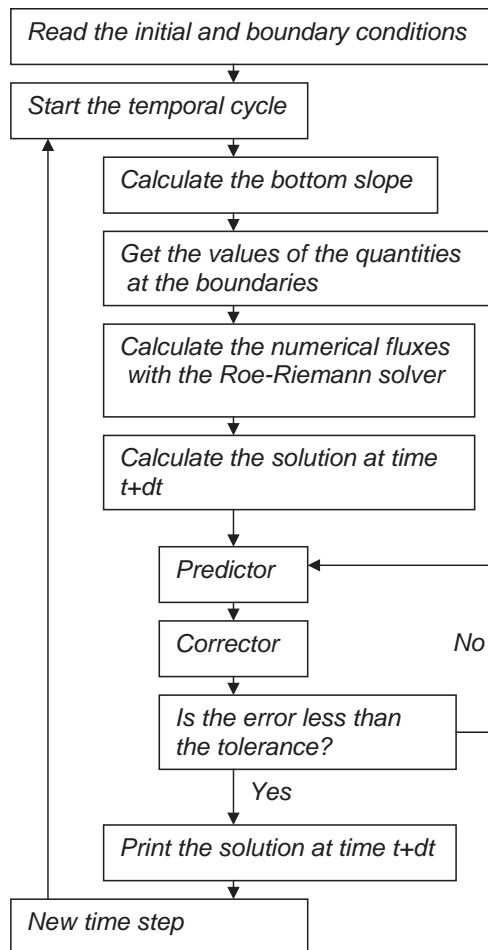 Read the initial and boundary conditions
Start the temporal cycle
Calculate the bottom slope
Get the values of the quantities
at the boundaries
Calculate the numerical fluxes
with the Roe-Riemann solver
Calculate the solution at time
t+dt
Predictor
Corrector
No
Is the error less than
the tolerance?
Yes
Print the solution at time t+dt
New time step